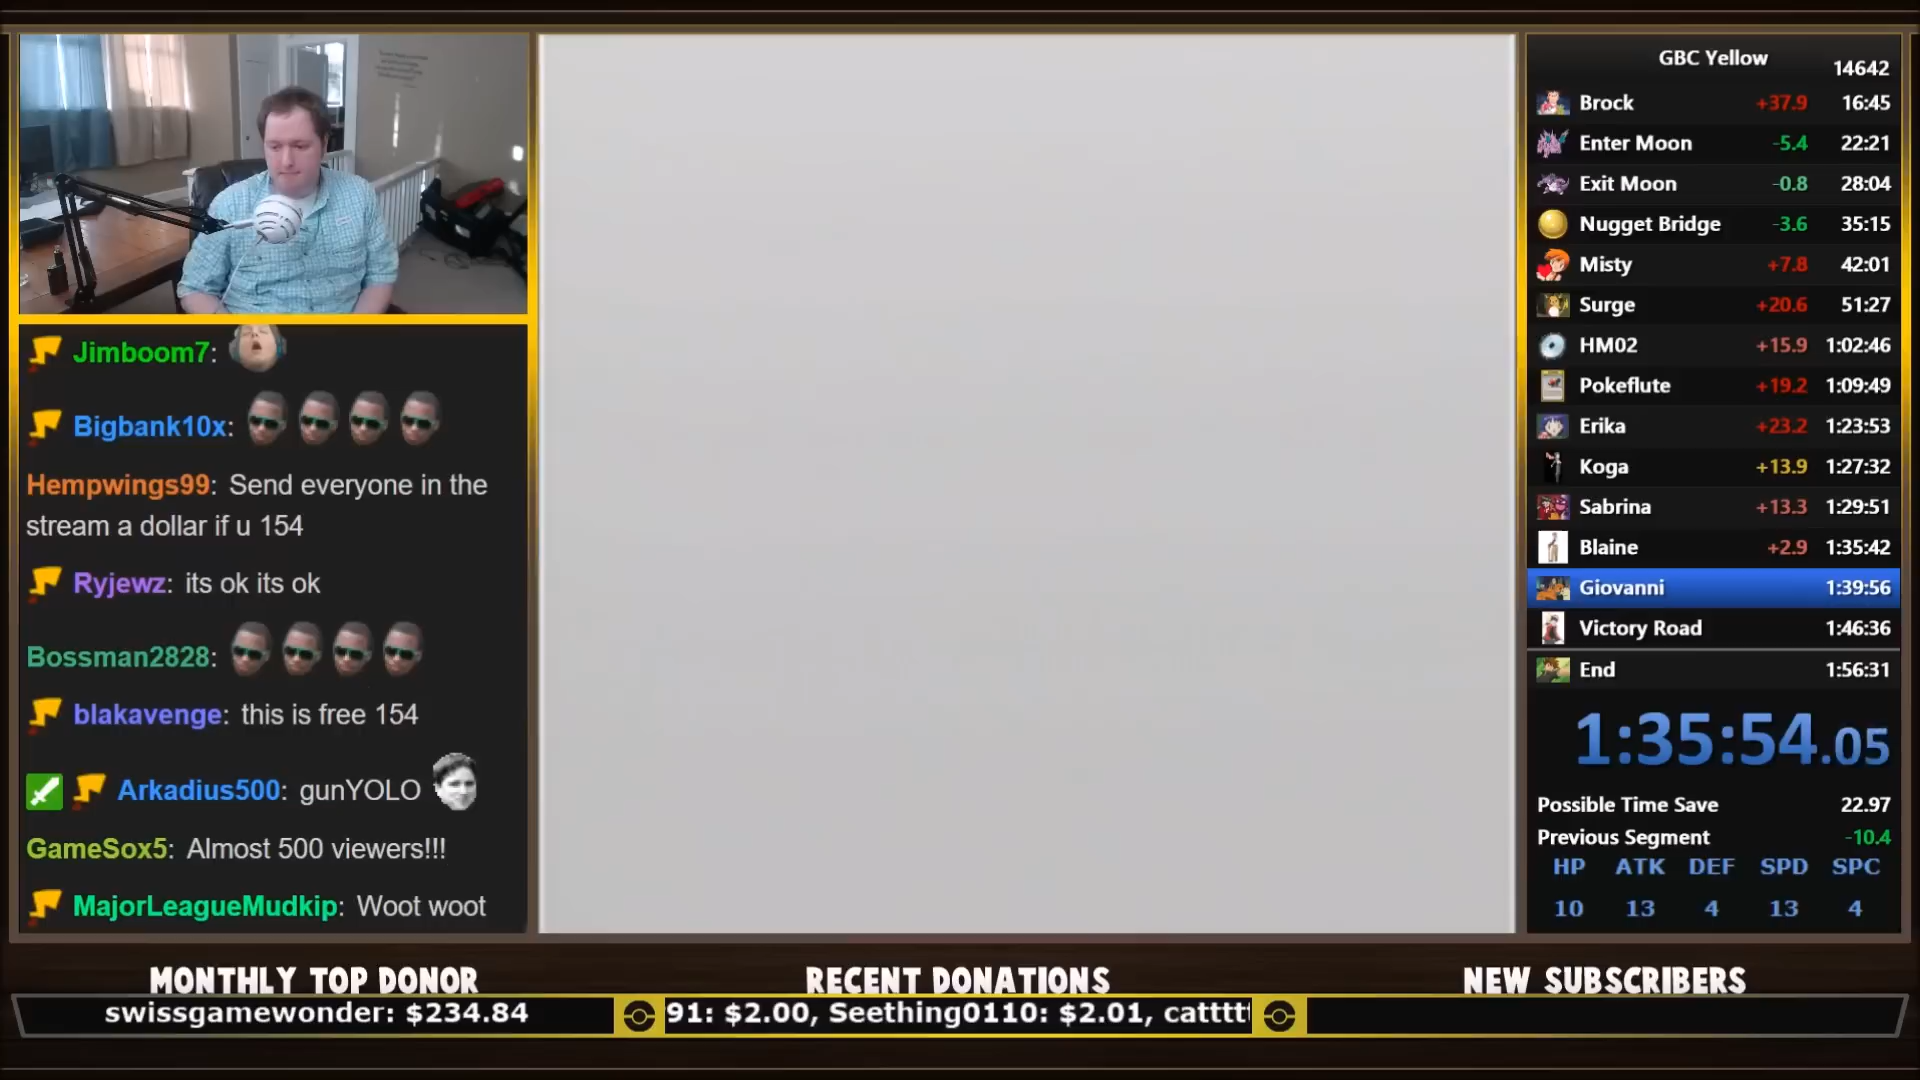 Jimboom7:
Bigbank10x:
Hempwings99: Send everyone in the
stream a dollar if u 154
Ryjewz: its ok its ok
Bossman2828:
blakavenge: this is free 154
Arkadius500: gunYOLO
GameSox5: Almost 500 viewers!!!
MajorLeagueMudkip: Woot woot
GBC Yellow 14642
Brock +37.9 16:45
Enter Moon -5.4 22:21
Exit Moon -0.8 28:04
Nugget Bridge -3.6 35:15
Misty +7.8 42:01
Surge +20.6 51:27
HM02 +15.9 1:02:46
Pokeflute +19.2 1:09:49
Erika +23.2 1:23:53
Koga +13.9 1:27:32
Sabrina +13.3 1:29:51
Blaine +2.9 1:35:42
Giovanni 1:39:56
Victory Road 1:46:36
End 1:56:31
1:35:54.05
Possible Time Save 22.97
Previous Segment -10.4
HP ATK DEF SPD SPC
10 13 4 13 4
MONTHLY TOP DONOR RECENT DONATIONS NEW SUBSCRIBERS
swissgamewonder: $234.84 91: $2.00, Seething0110: $2.01, catttt